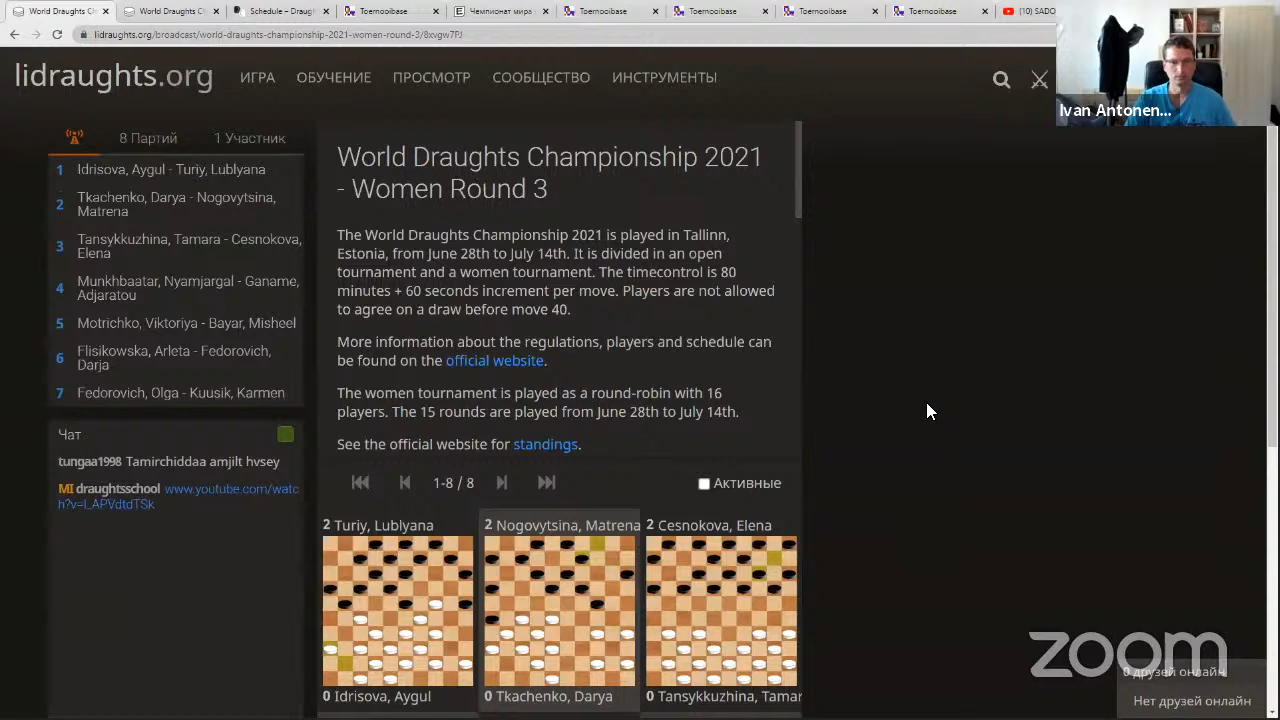 World Draughts Ch
World Draughts Ch
Schedule – Draugh
Toernooibase
Чемпионат мира
Toernooibase
Toernooibase
Toernooibase
Toernooibase
(10) SADO
lidraughts.org/broadcast/world-draughts-championship-2021-women-round-3/8xvgw7PJ
lidraughts.org
ИГРА ОБУЧЕНИЕ ПРОСМОТР СООБЩЕСТВО ИНСТРУМЕНТЫ
Ivan Antonen...
8 Партий 1 Участник
1 Idrisova, Aygul - Turiy, Lublyana
2 Tkachenko, Darya - Nogovytsina,
Matrena
3 Tansykkuzhina, Tamara - Cesnokova,
Elena
4 Munkhbaatar, Nyamjargal - Ganame,
Adjaratou
5 Motrichko, Viktoriya - Bayar, Misheel
6 Flisikowska, Arleta - Fedorovich,
Darja
7 Fedorovich, Olga - Kuusik, Karmen
Чат
tungaa1998 Tamirchiddaa amjilt hvsey
MI draughtsschool www.youtube.com/watc
h?v=l_APVdtdTSk
World Draughts Championship 2021
- Women Round 3
The World Draughts Championship 2021 is played in Tallinn,
Estonia, from June 28th to July 14th. It is divided in an open
tournament and a women tournament. The timecontrol is 80
minutes + 60 seconds increment per move. Players are not allowed
to agree on a draw before move 40.
More information about the regulations, players and schedule can
be found on the official website.
The women tournament is played as a round-robin with 16
players. The 15 rounds are played from June 28th to July 14th.
See the official website for standings.
1-8 / 8
Активные
2 Turiy, Lublyana
2 Nogovytsina, Matrena
2 Cesnokova, Elena
0 Idrisova, Aygul
0 Tkachenko, Darya
0 Tansykkuzhina, Tamar
zoom
0 друзей онлайн
Нет друзей онлайн